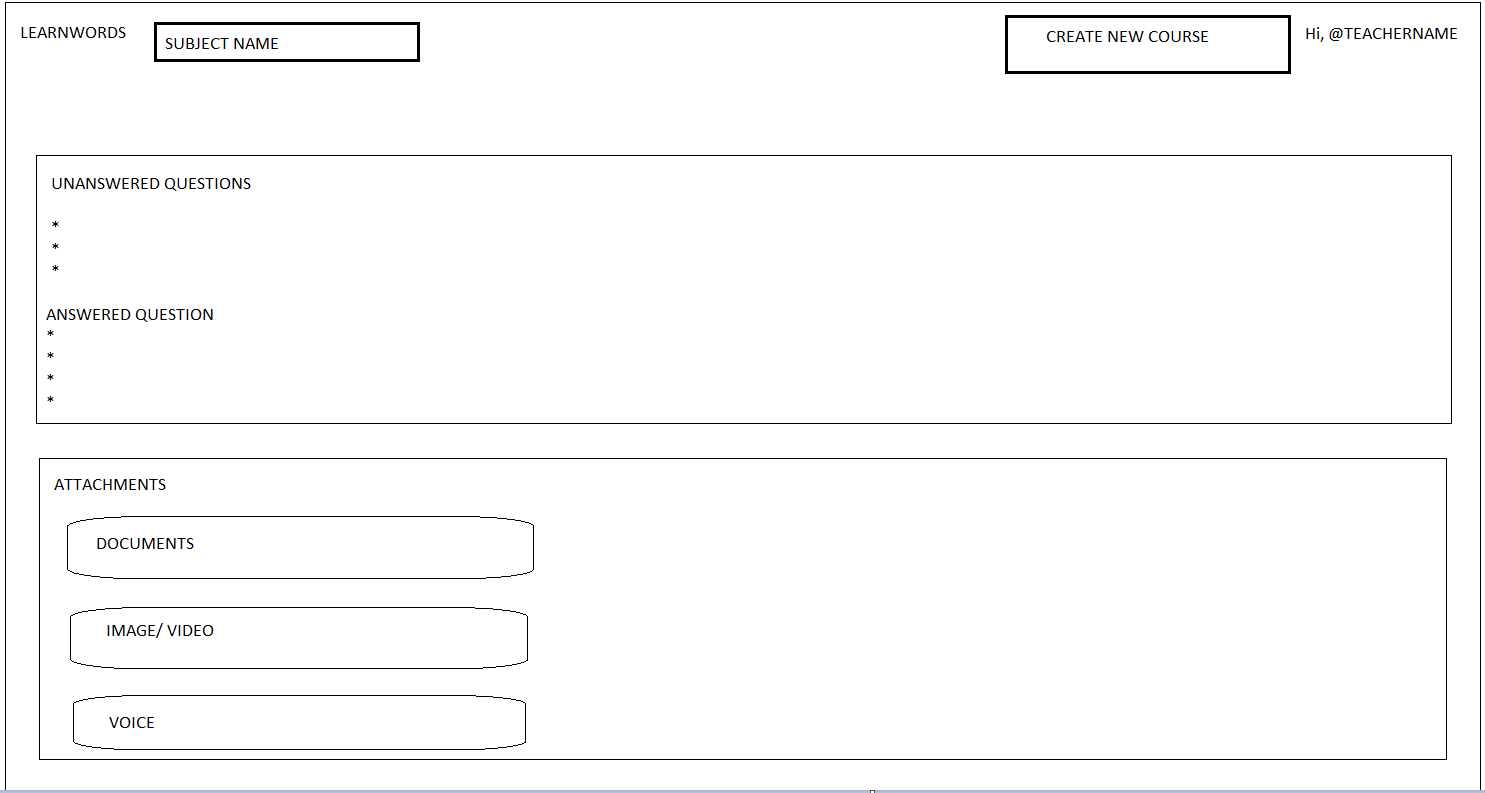 LEARNWORDS
SUBJECT NAME
CREATE NEW COURSE
Hi, @TEACHERNAME
UNANSWERED QUESTIONS
*
*
*
ANSWERED QUESTION
*
*
*
*
ATTACHMENTS
DOCUMENTS
IMAGE/ VIDEO
VOICE